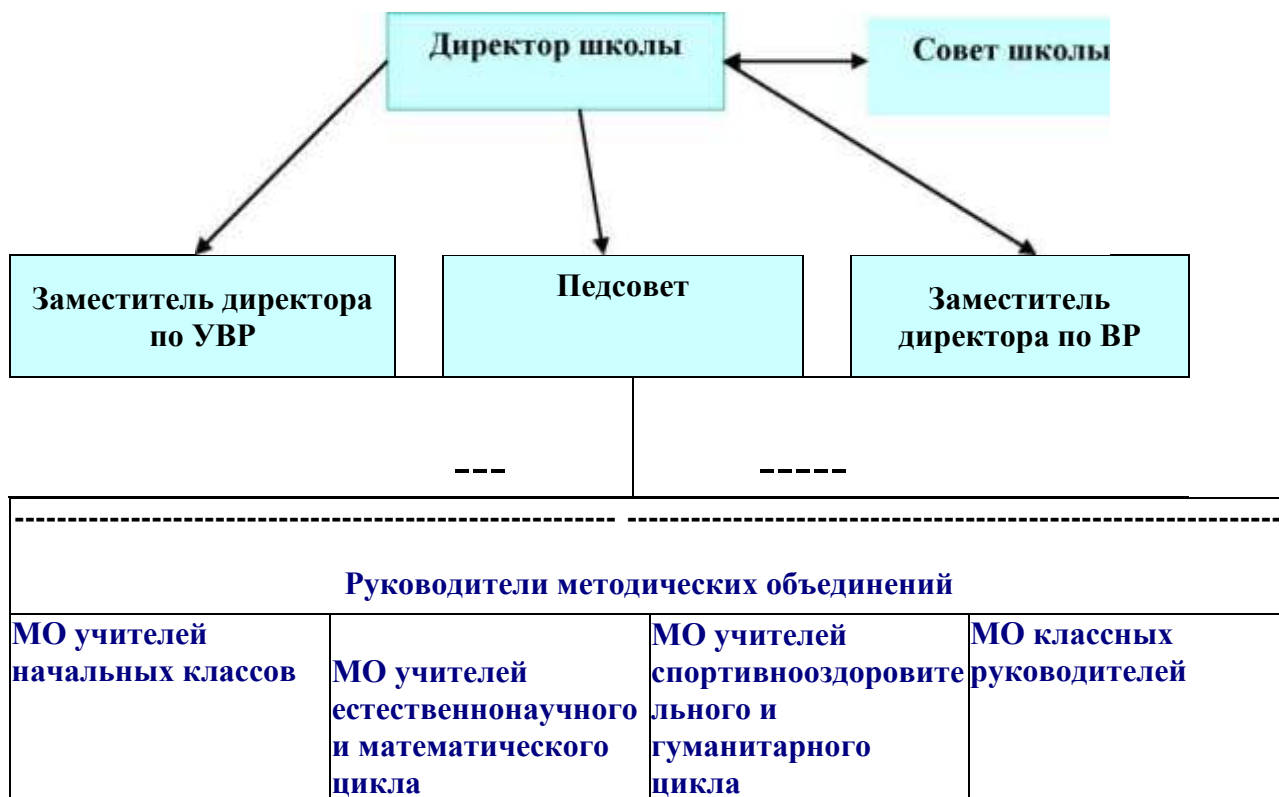 Директор школы
Совет школы
Заместитель директора
по УВР
Педсовет
Заместитель
директора по ВР
Руководители методических объединений
МО учителей
начальных классов
МО учителей
естественнонаучного
и математического
цикла
МО учителей
спортивнооздоровите
льного и
гуманитарного
цикла
МО классных
руководителей